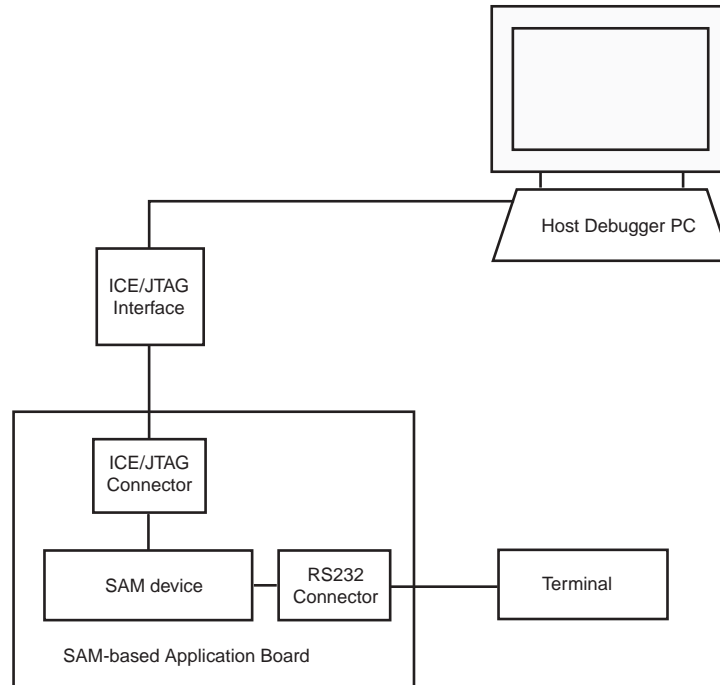 Host Debugger PC
ICE/JTAG
Interface
ICE/JTAG
Connector
SAM device
RS232
Connector
Terminal
SAM-based Application Board